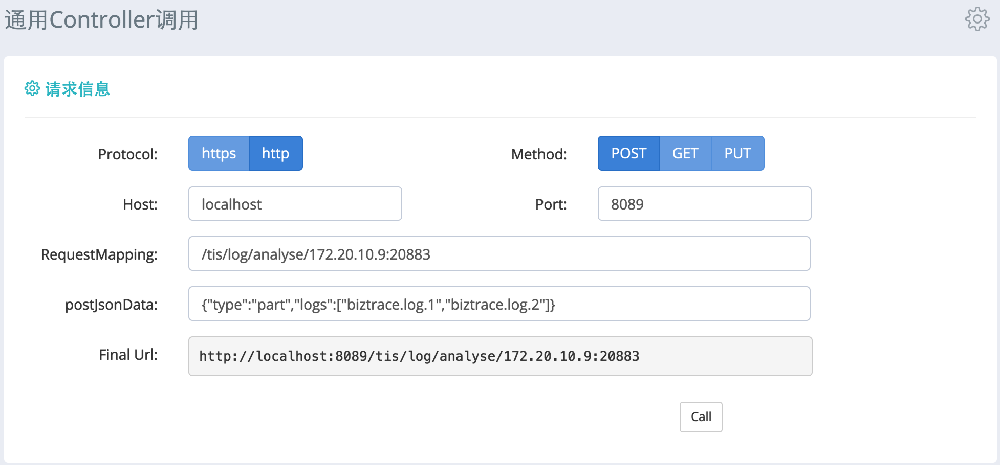 通用Controller调用
请求信息
Protocol: https http Method: POST GET PUT
Host: localhost Port: 8089
RequestMapping: /tis/log/analyse/172.20.10.9:20883
postJsonData: {"type":"part","logs":["biztrace.log.1","biztrace.log.2"]}
Final Url: http://localhost:8089/tis/log/analyse/172.20.10.9:20883
Call